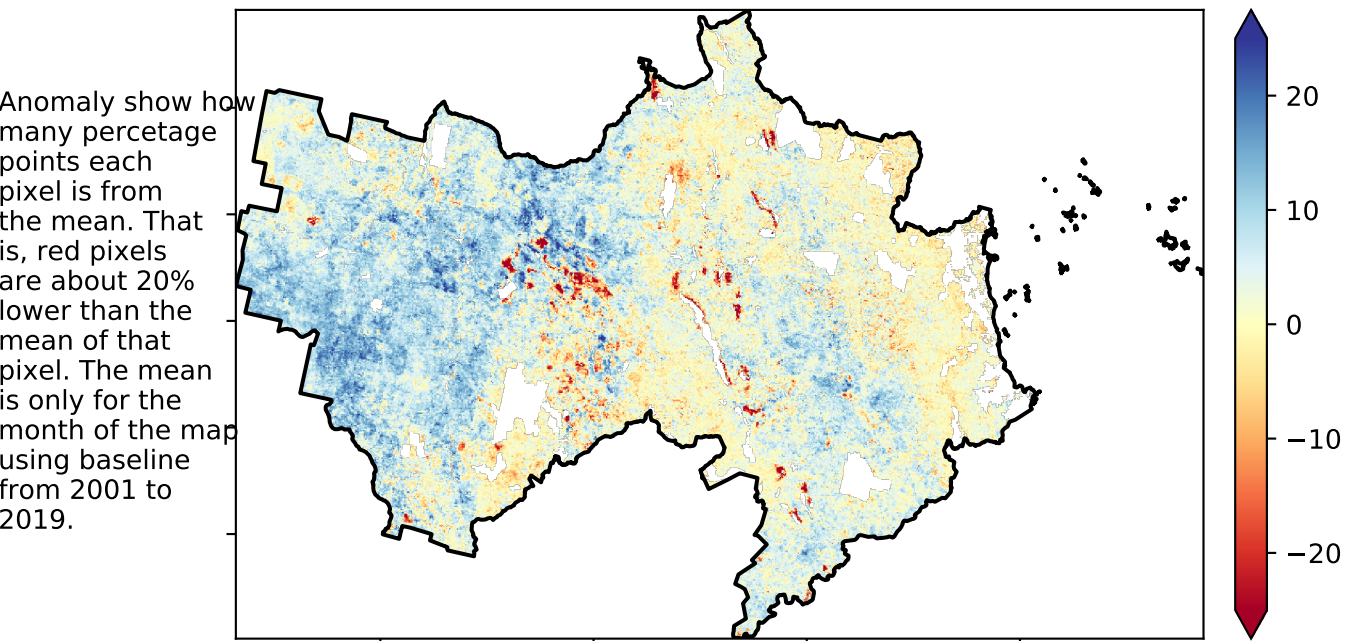 Anomaly show how
many percetage
points each
pixel is from
the mean. That
is, red pixels
are about 20%
lower than the
mean of that
pixel. The mean
is only for the
month of the map
using baseline
from 2001 to
2019.
20
10
0
−10
−20